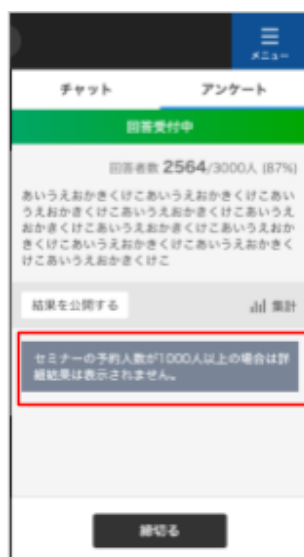 メニュー
チャット アンケート
回答受付中
回答者数 2564/3000人 (87%)
あいうえおかきくけこあいうえおかきくけこあい
うえおかきくけこあいうえおかきくけこあいうえ
おかきくけこあいうえおかきくけこあいうえおか
きくけこあいうえおかきくけこあいうえおかきく
けこあいうえおかきくけこ
結果を公開する 集計
セミナーの予約人数が1000人以上の場合は詳
細結果は表示されません。
締切る